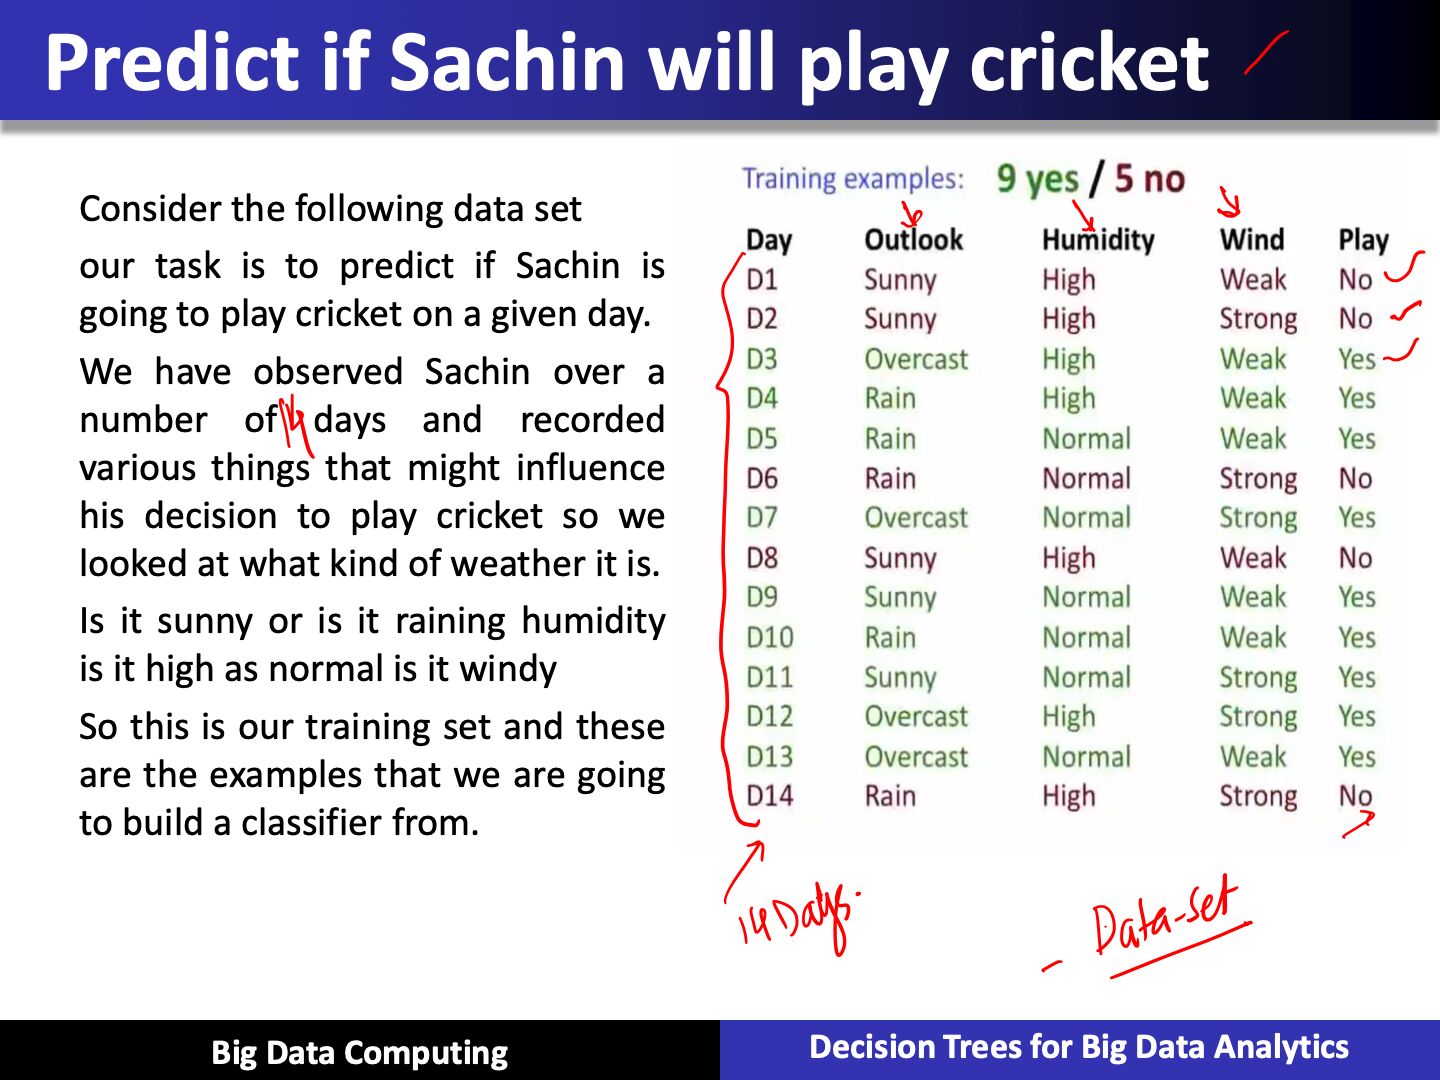 Predict if Sachin will play cricket
Consider the following data set
our task is to predict if Sachin is
going to play cricket on a given day.
We have observed Sachin over a
number of 14 days and recorded
various things that might influence
his decision to play cricket so we
looked at what kind of weather it is.
Is it sunny or is it raining humidity
is it high as normal is it windy
So this is our training set and these
are the examples that we are going
to build a classifier from.
Training examples: 9 yes / 5 no
Day Outlook Humidity Wind Play
D1 Sunny High Weak No
D2 Sunny High Strong No
D3 Overcast High Weak Yes
D4 Rain High Weak Yes
D5 Rain Normal Weak Yes
D6 Rain Normal Strong No
D7 Overcast Normal Strong Yes
D8 Sunny High Weak No
D9 Sunny Normal Weak Yes
D10 Rain Normal Weak Yes
D11 Sunny Normal Strong Yes
D12 Overcast High Strong Yes
D13 Overcast Normal Weak Yes
D14 Rain High Strong No
14 Days.
- Data-set
Big Data Computing
Decision Trees for Big Data Analytics